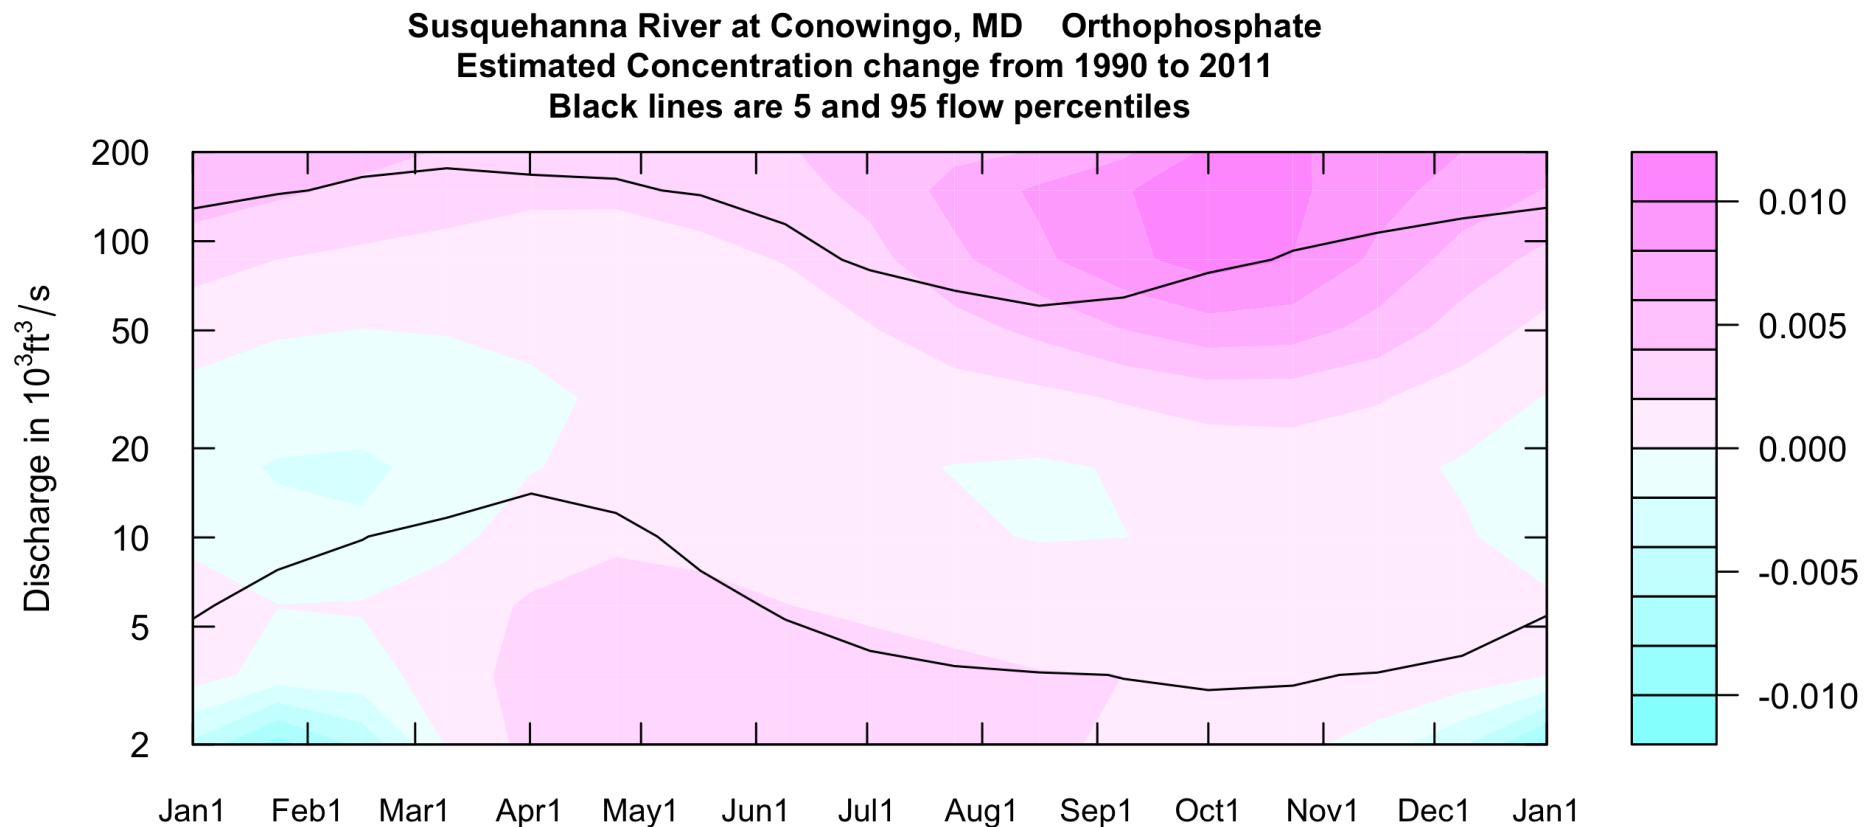 Susquehanna River at Conowingo, MD Orthophosphate
Estimated Concentration change from 1990 to 2011
Black lines are 5 and 95 flow percentiles
Discharge in 10³ft³/s
200
100
50
20
10
5
2
Jan1 Feb1 Mar1 Apr1 May1 Jun1 Jul1 Aug1 Sep1 Oct1 Nov1 Dec1 Jan1
0.010
0.005
0.000
-0.005
-0.010